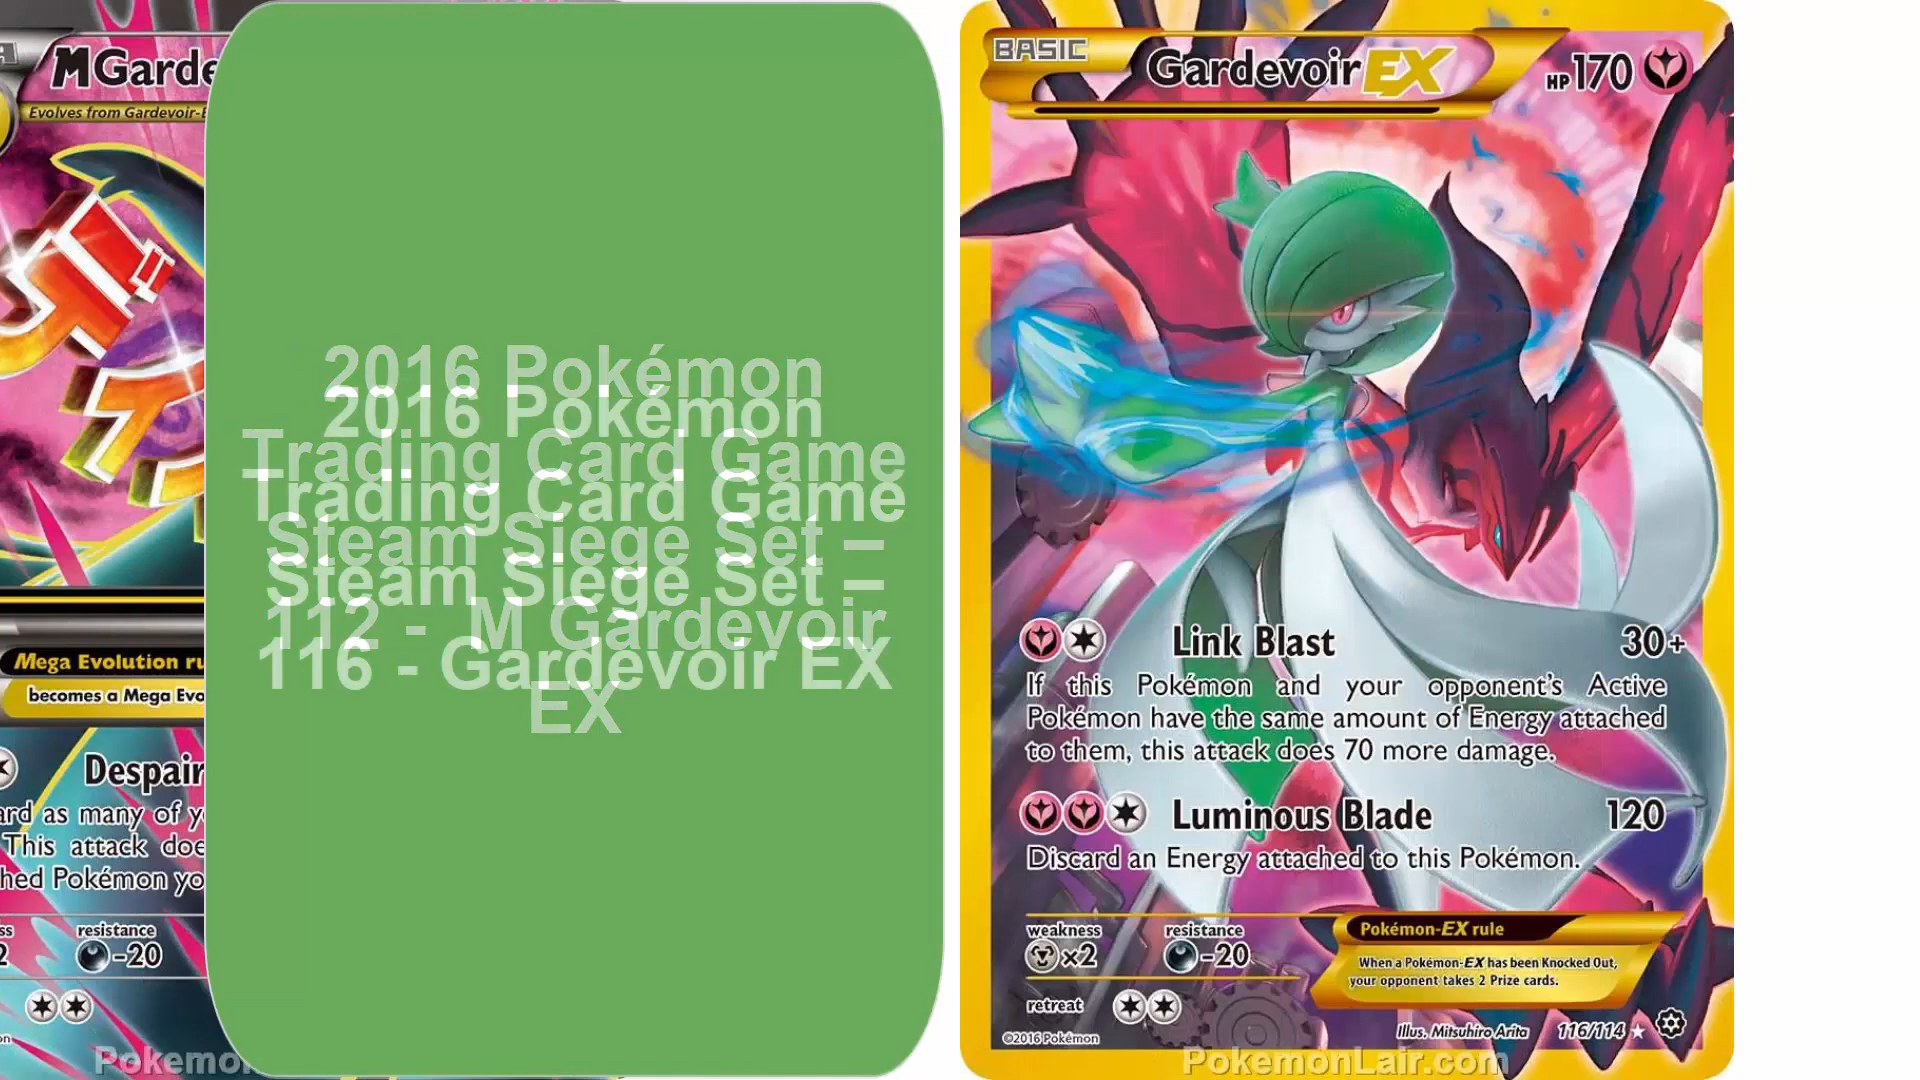 MGarde
Evolves from Gardevoir-E
Mega Evolution ru
becomes a Mega Evo
Despair
ard as many of y
This attack doe
hed Pokémon yo
ss
resistance
2
-20
on
Pokemon
2016 Pokémon
Trading Card Game
Steam Siege Set –
112 - M Gardevoir
EX
2016 Pokémon
Trading Card Game
Steam Siege Set –
116 - Gardevoir EX
BASIC
Gardevoir EX
HP170
Link Blast 30+
If this Pokémon and your opponent's Active
Pokémon have the same amount of Energy attached
to them, this attack does 70 more damage.
Luminous Blade 120
Discard an Energy attached to this Pokémon.
weakness
resistance
×2
-20
retreat
Pokémon-EX rule
When a Pokémon-EX has been Knocked Out,
your opponent takes 2 Prize cards.
©2016 Pokémon
Illus. Mitsuhiro Arita 116/114
PokemonLair.com